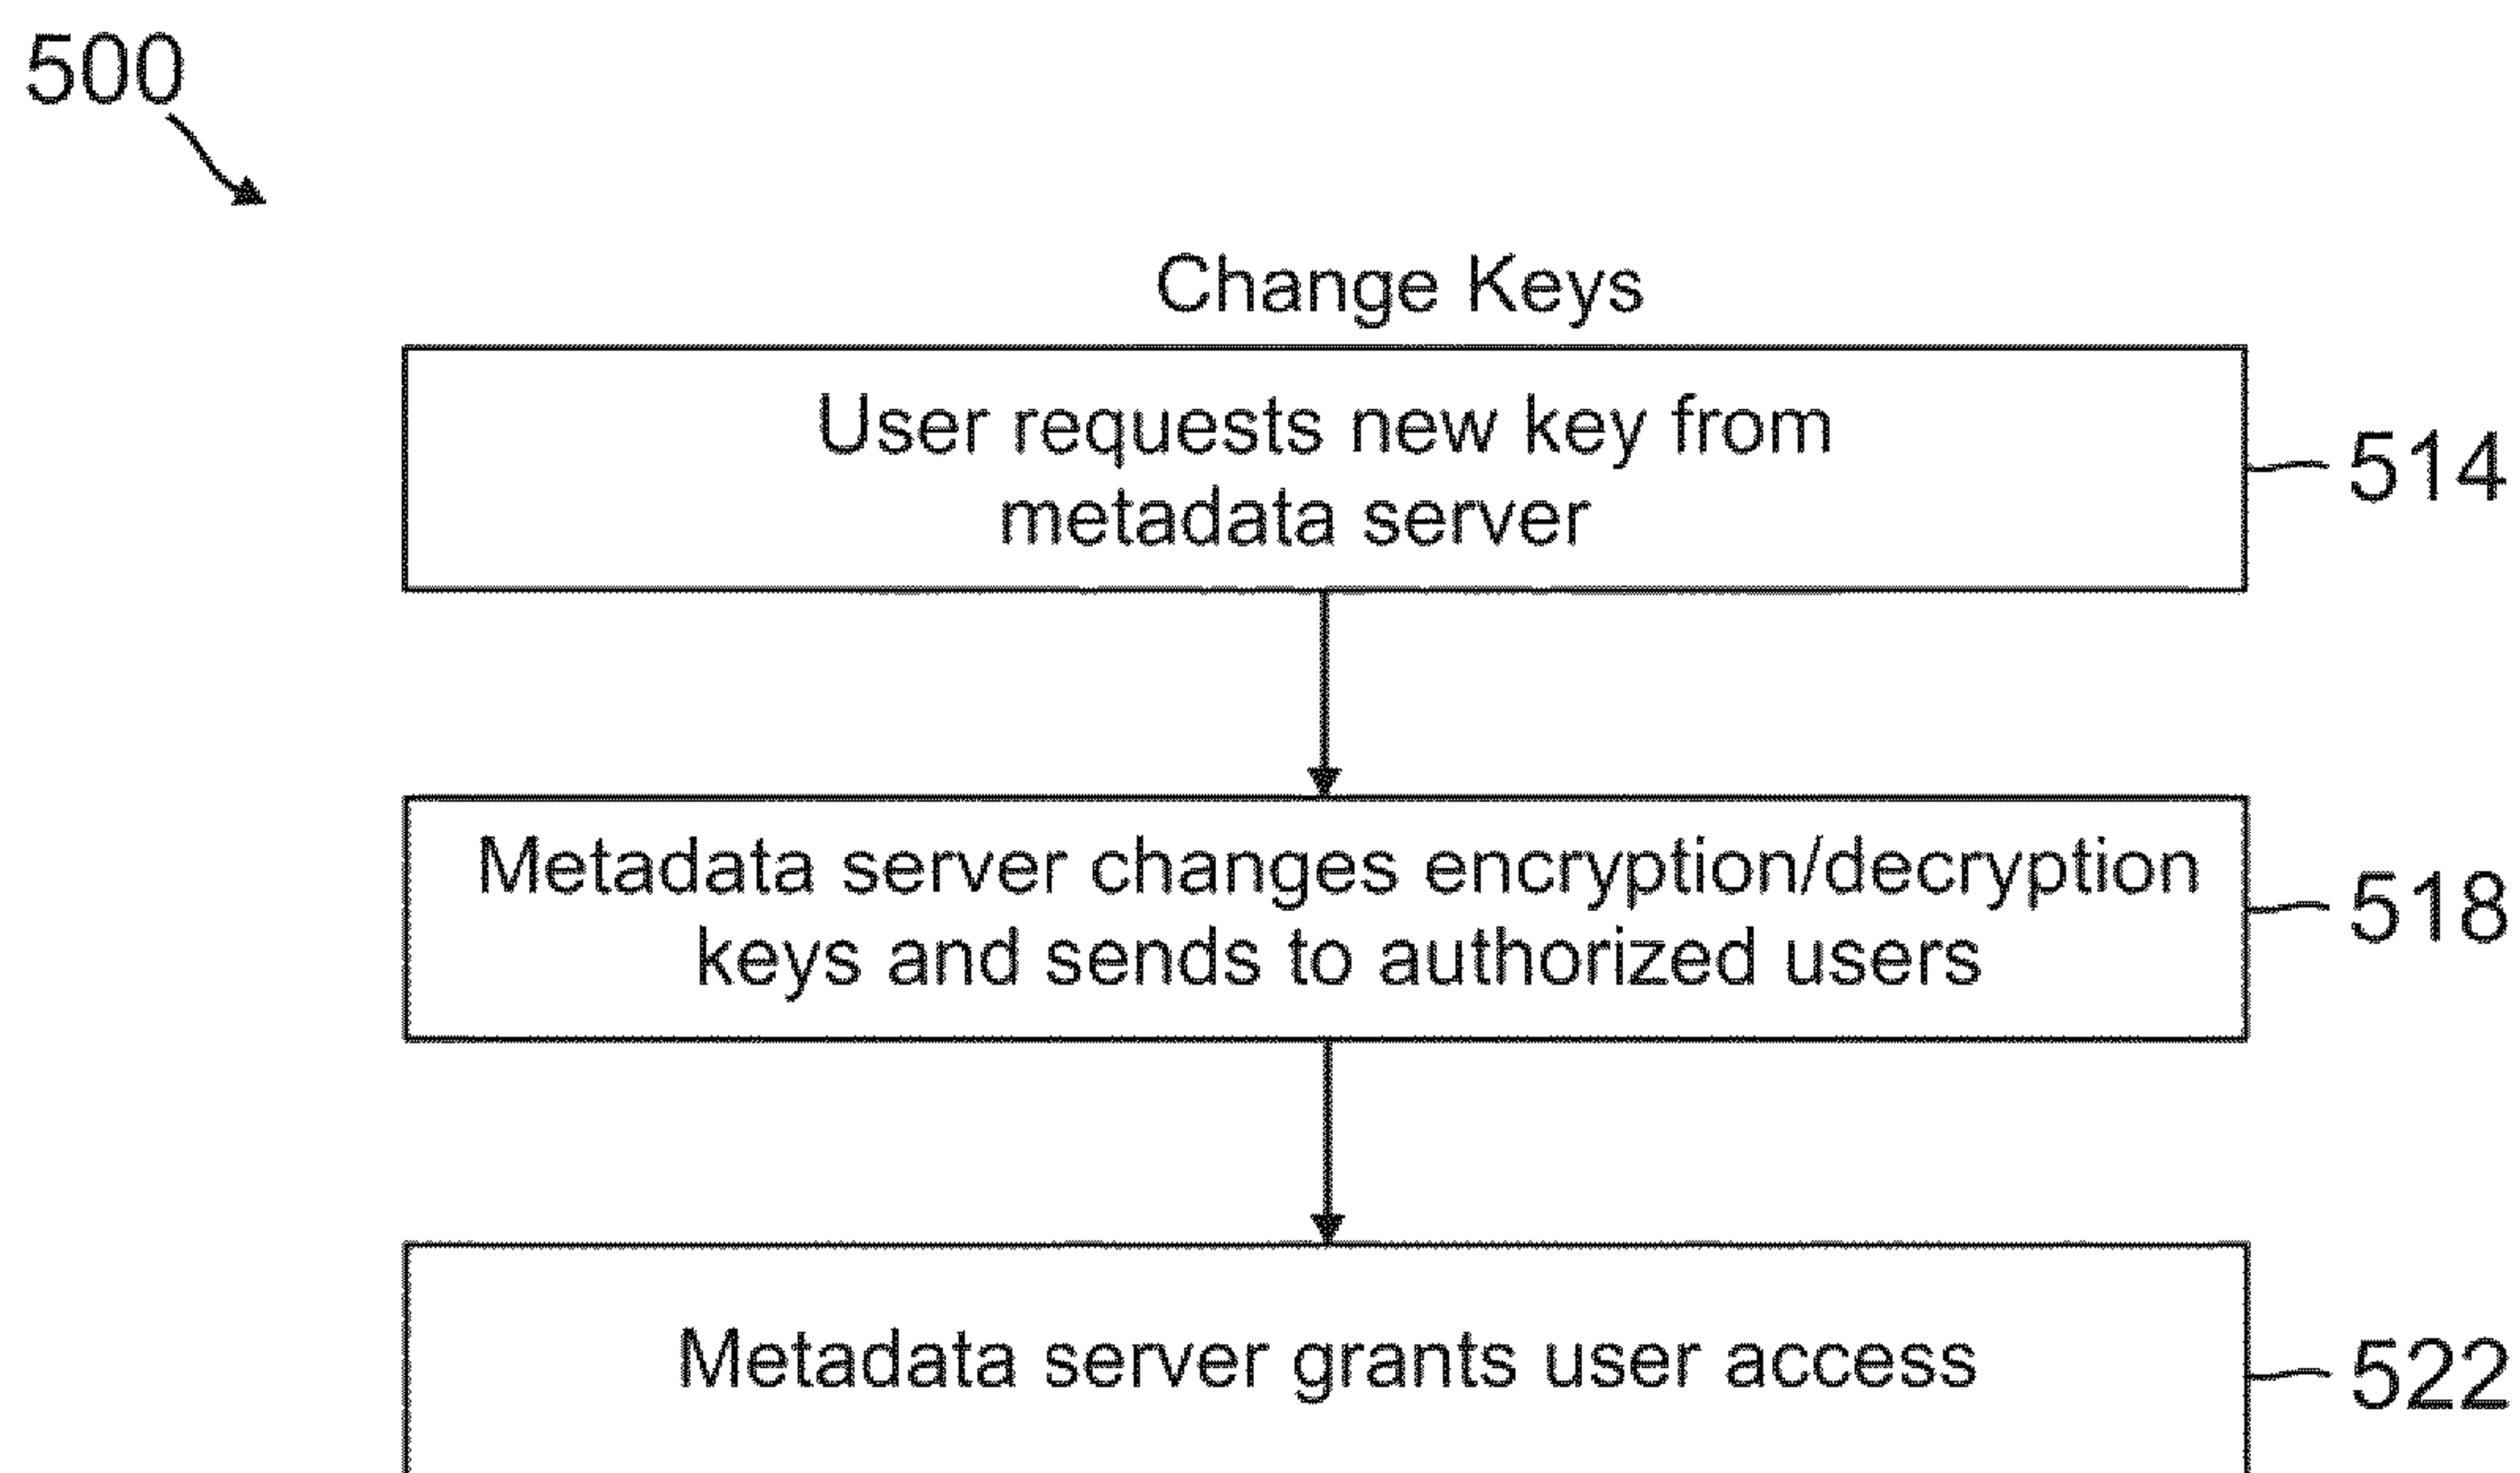 500
Change Keys
User requests new key from
metadata server
514
Metadata server changes encryption/decryption
keys and sends to authorized users
518
Metadata server grants user access
522